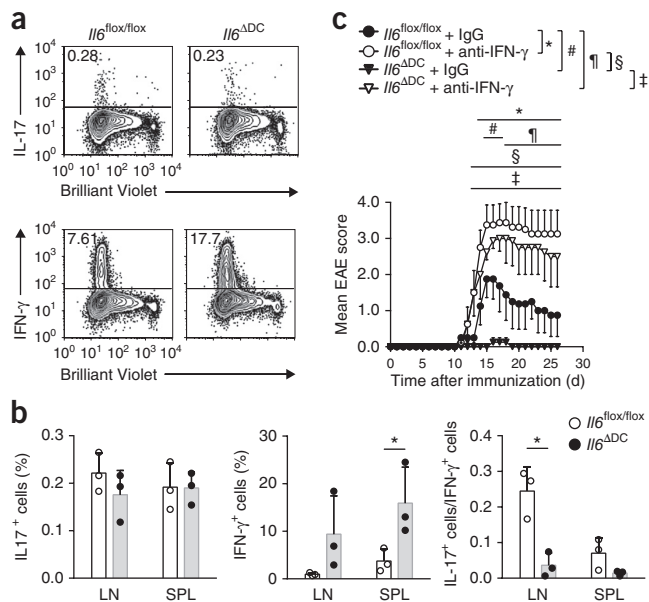 a
Il6flox/flox
Il6ΔDC
0.28
0.23
IL-17
10⁴
10³
10²
10¹
10⁰
10⁰ 10¹ 10² 10³ 10⁴
10⁰ 10¹ 10² 10³ 10⁴
Brilliant Violet
7.61
17.7
IFN-γ
10⁴
10³
10²
10¹
10⁰
10⁰ 10¹ 10² 10³ 10⁴
10⁰ 10¹ 10² 10³ 10⁴
Brilliant Violet
c
Il6flox/flox + IgG
Il6flox/flox + anti-IFN-γ
Il6ΔDC + IgG
Il6ΔDC + anti-IFN-γ
* # ¶ § ‡
*
# ¶
§
‡
Mean EAE score
4.0
3.0
2.0
1.0
0.0
0 5 10 15 20 25 30
Time after immunization (d)
b
IL17⁺ cells (%)
0.3
0.2
0.1
0
LN SPL
IFN-γ⁺ cells (%)
30
20
10
0
*
LN SPL
IL-17⁺ cells/IFN-γ⁺ cells
0.4
0.3
0.2
0.1
0
*
LN SPL
Il6flox/flox
Il6ΔDC